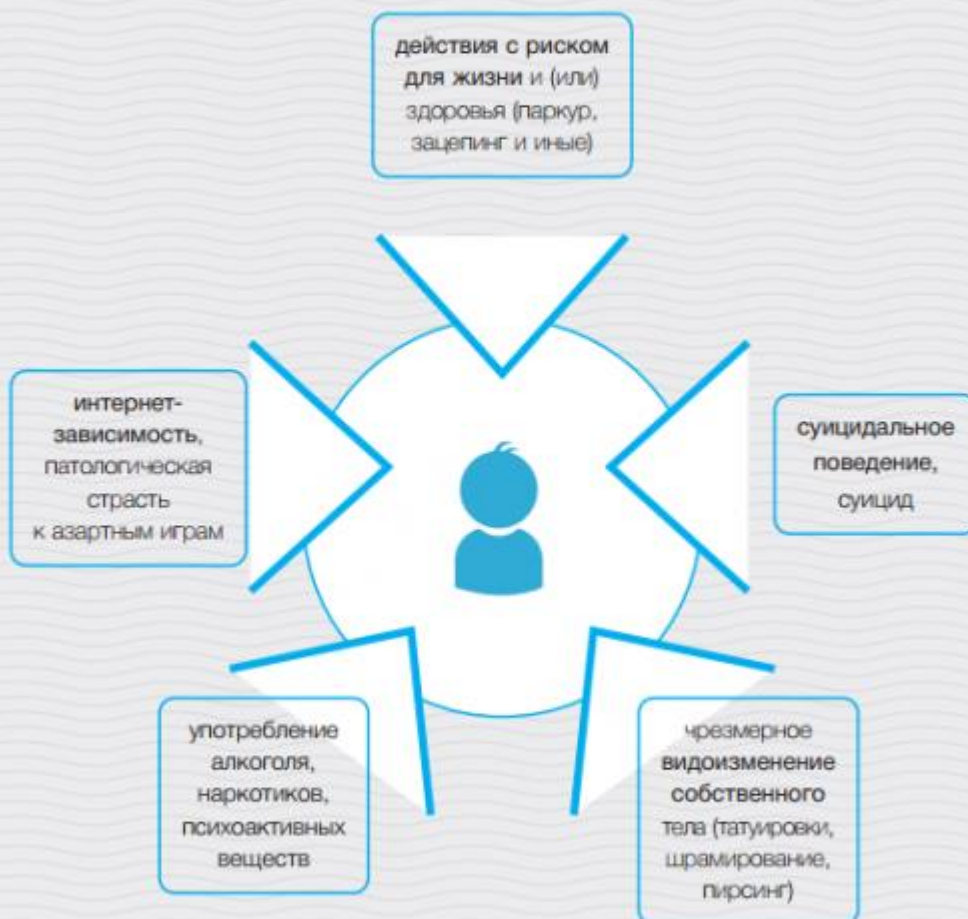 действия с риском
для жизни и (или)
здоровья (паркур,
зацепинг и иные)
интернет-
зависимость,
патологическая
страсть
к азартным играм
суицидальное
поведение,
суицид
употребление
алкоголя,
наркотиков,
психоактивных
веществ
чрезмерное
видоизменение
собственного
тела (татуировки,
шрамирование,
пирсинг)